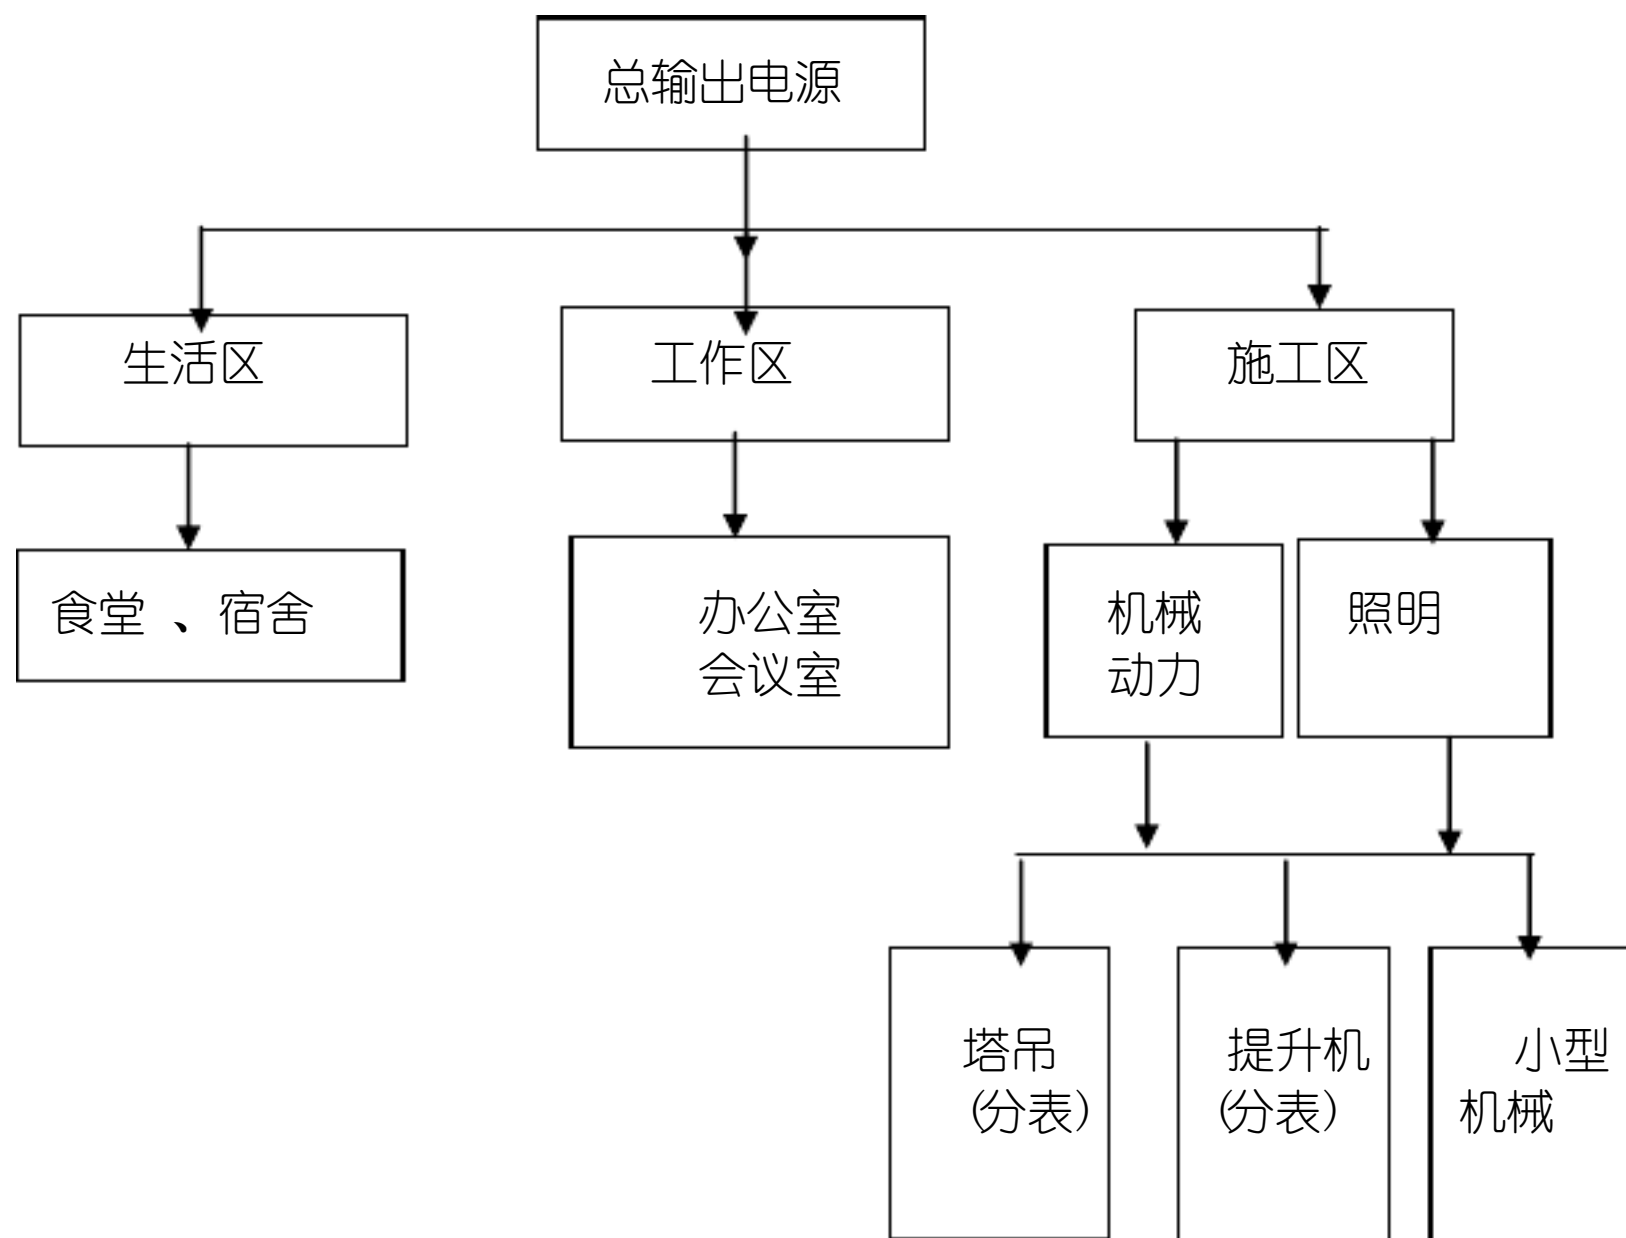 总输出电源
生活区
工作区
施工区
食堂 、宿舍
办公室
会议室
机械
动力
照明
塔吊
(分表)
提升机
(分表)
小型
机械